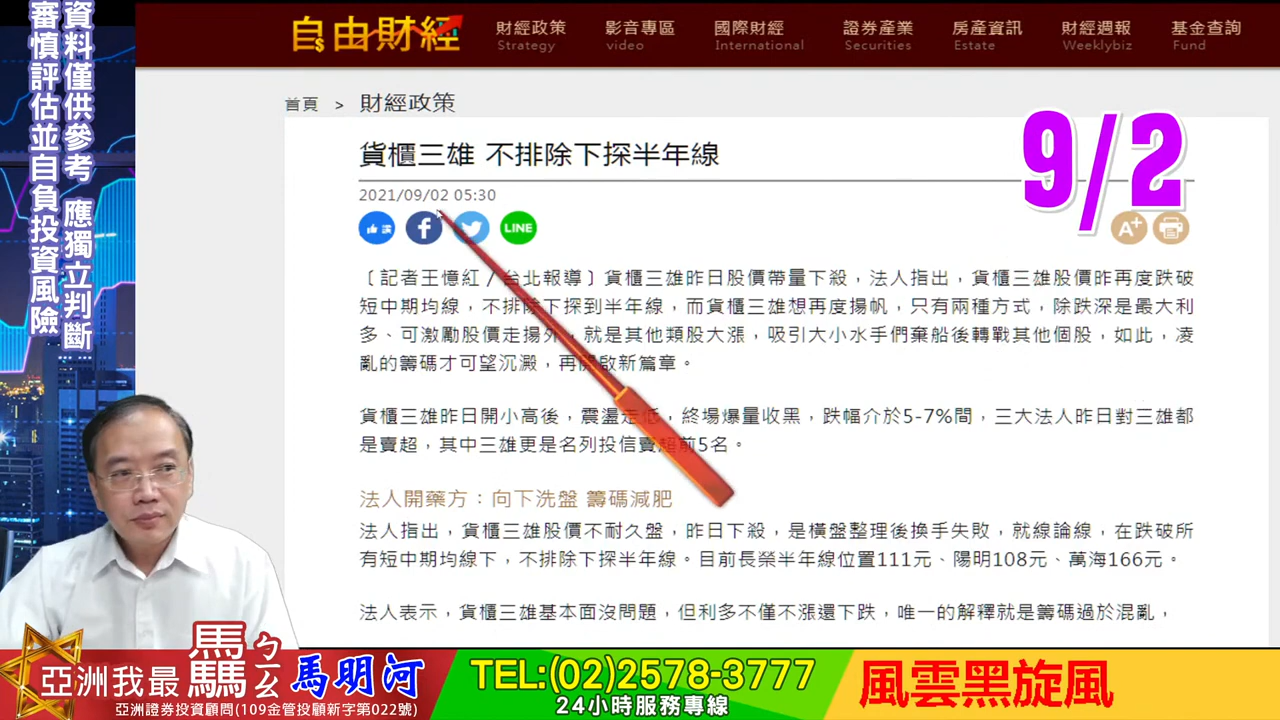 資料僅供參考 應獨立判斷
審慎評估並自負投資風險
自由財經
財經政策 影音專區 國際財經 證券產業 房產資訊 財經週報 基金查詢
Strategy video International Securities Estate Weeklybiz Fund
首頁 > 財經政策
9/2
貨櫃三雄 不排除下探半年線
2021/09/02 05:30
讚 f LINE A+
〔記者王憶紅/台北報導〕貨櫃三雄昨日股價帶量下殺,法人指出,貨櫃三雄股價昨再度跌破
短中期均線,不排除下探到半年線,而貨櫃三雄想再度揚帆,只有兩種方式,除跌深是最大利
多、可激勵股價走揚外,就是其他類股大漲,吸引大小水手們棄船後轉戰其他個股,如此,凌
亂的籌碼才可望沉澱,再開啟新篇章。
貨櫃三雄昨日開小高後,震盪走低,終場爆量收黑,跌幅介於5-7%間,三大法人昨日對三雄都
是賣超,其中三雄更是名列投信賣超前5名。
法人開藥方:向下洗盤 籌碼減肥
法人指出,貨櫃三雄股價不耐久盤,昨日下殺,是橫盤整理後換手失敗,就線論線,在跌破所
有短中期均線下,不排除下探半年線。目前長榮半年線位置111元、陽明108元、萬海166元。
法人表示,貨櫃三雄基本面沒問題,但利多不僅不漲還下跌,唯一的解釋就是籌碼過於混亂,
亞洲我最馬驫ㄅㄧㄠ馬明河
亞洲證券投資顧問(109金管投顧新字第022號)
TEL:(02)2578-3777
24小時服務專線
風雲黑旋風